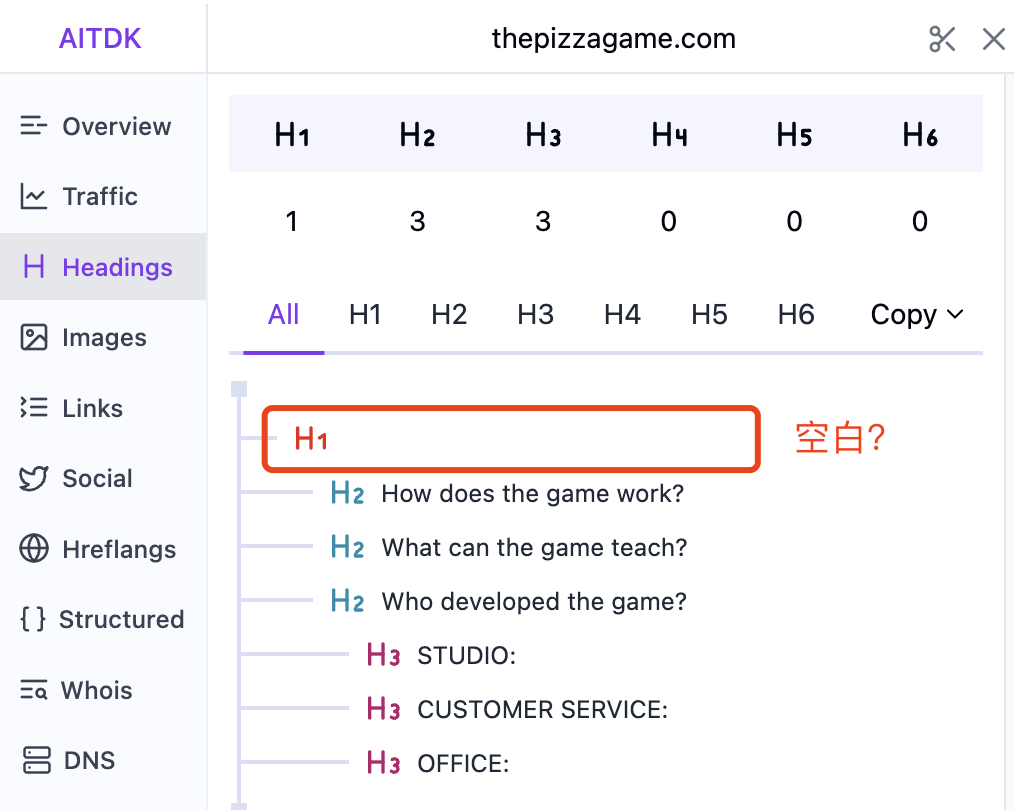 AITDK
thepizzagame.com
Overview
Traffic
Headings
Images
Links
Social
Hreflangs
Structured
Whois
DNS
H1 H2 H3 H4 H5 H6
1 3 3 0 0 0
All H1 H2 H3 H4 H5 H6 Copy
H1
空白?
H2 How does the game work?
H2 What can the game teach?
H2 Who developed the game?
H3 STUDIO:
H3 CUSTOMER SERVICE:
H3 OFFICE: